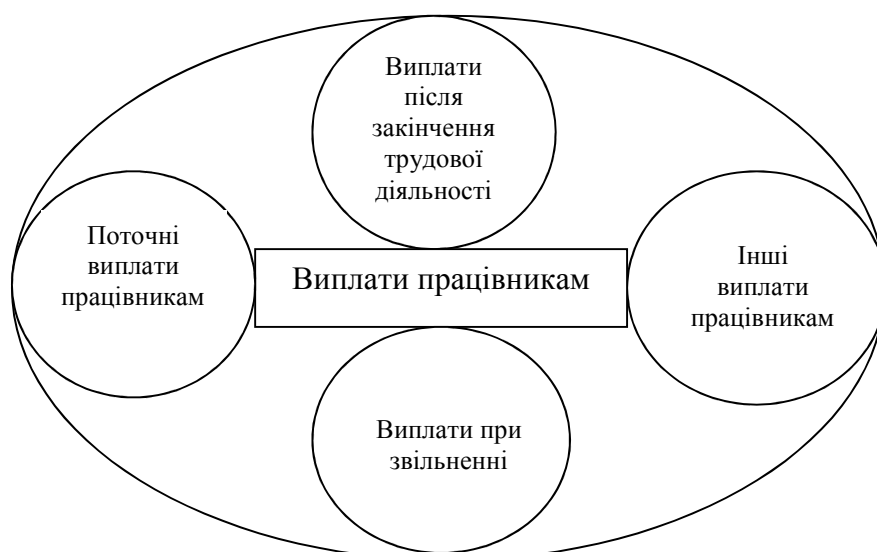 Виплати
після
закінчення
трудової
діяльності
Поточні
виплати
працівникам
Виплати працівникам
Інші
виплати
працівникам
Виплати при
звільненні